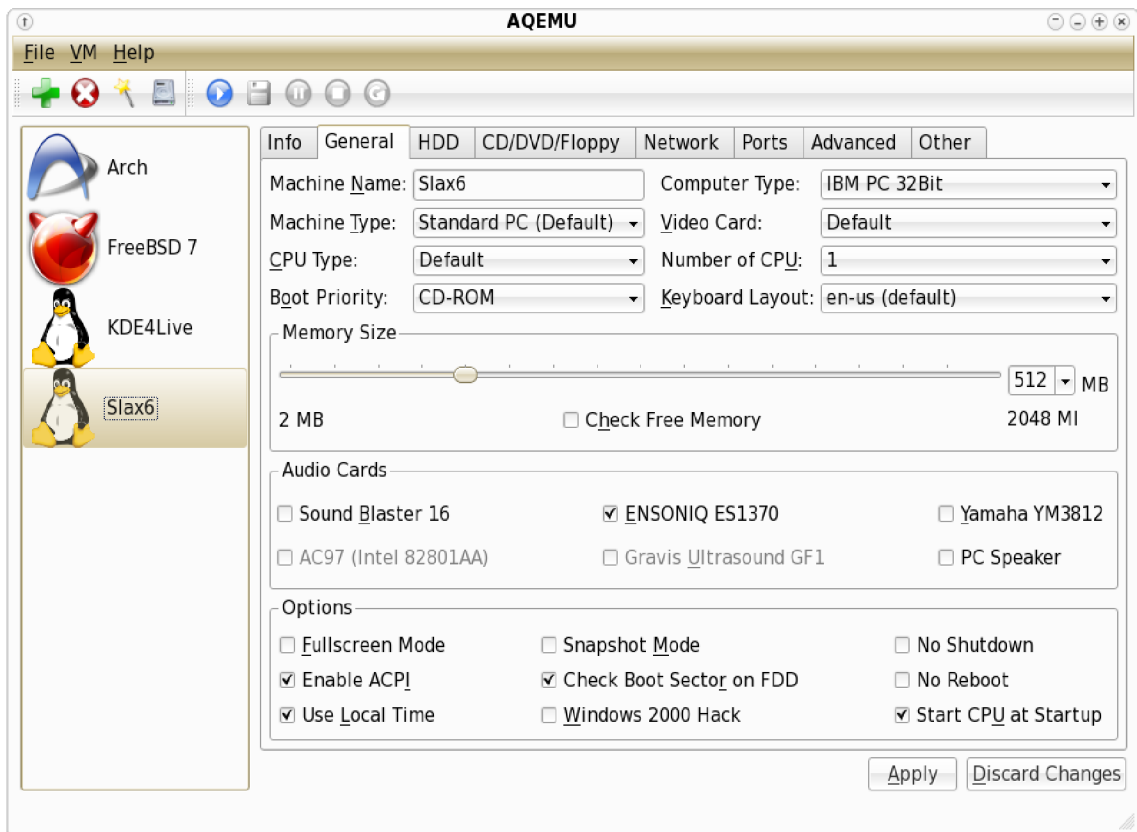 AQEMU
File VM Help
Arch
FreeBSD 7
KDE4Live
Slax6
Info General HDD CD/DVD/Floppy Network Ports Advanced Other
Machine Name: Slax6 Computer Type: IBM PC 32Bit
Machine Type: Standard PC (Default) Video Card: Default
CPU Type: Default Number of CPU: 1
Boot Priority: CD-ROM Keyboard Layout: en-us (default)
Memory Size
512 MB
2 MB Check Free Memory 2048 MI
Audio Cards
Sound Blaster 16 ENSONIQ ES1370 Yamaha YM3812
AC97 (Intel 82801AA) Gravis Ultrasound GF1 PC Speaker
Options
Fullscreen Mode Snapshot Mode No Shutdown
Enable ACPI Check Boot Sector on FDD No Reboot
Use Local Time Windows 2000 Hack Start CPU at Startup
Apply Discard Changes